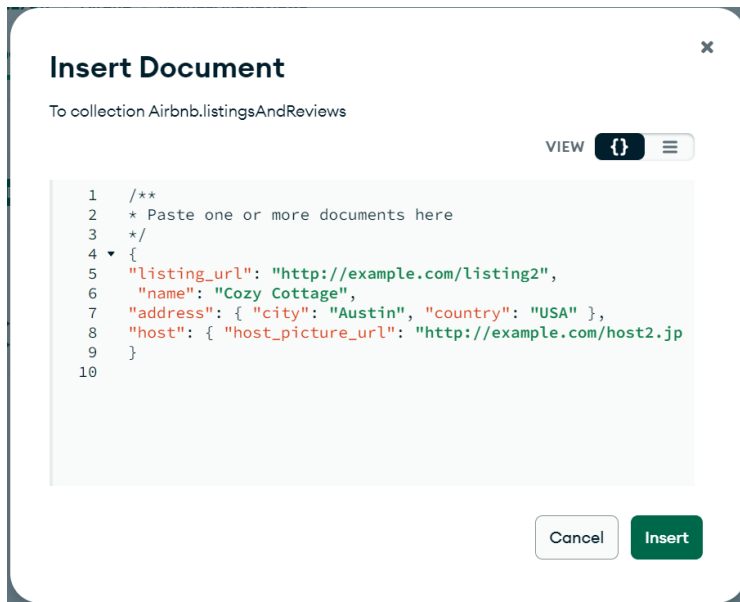 Insert Document
To collection Airbnb.listingsAndReviews
VIEW {}
1 /**
2 * Paste one or more documents here
3 */
4 {
5 "listing_url": "http://example.com/listing2",
6 "name": "Cozy Cottage",
7 "address": { "city": "Austin", "country": "USA" },
8 "host": { "host_picture_url": "http://example.com/host2.jp
9 }
10
Cancel Insert